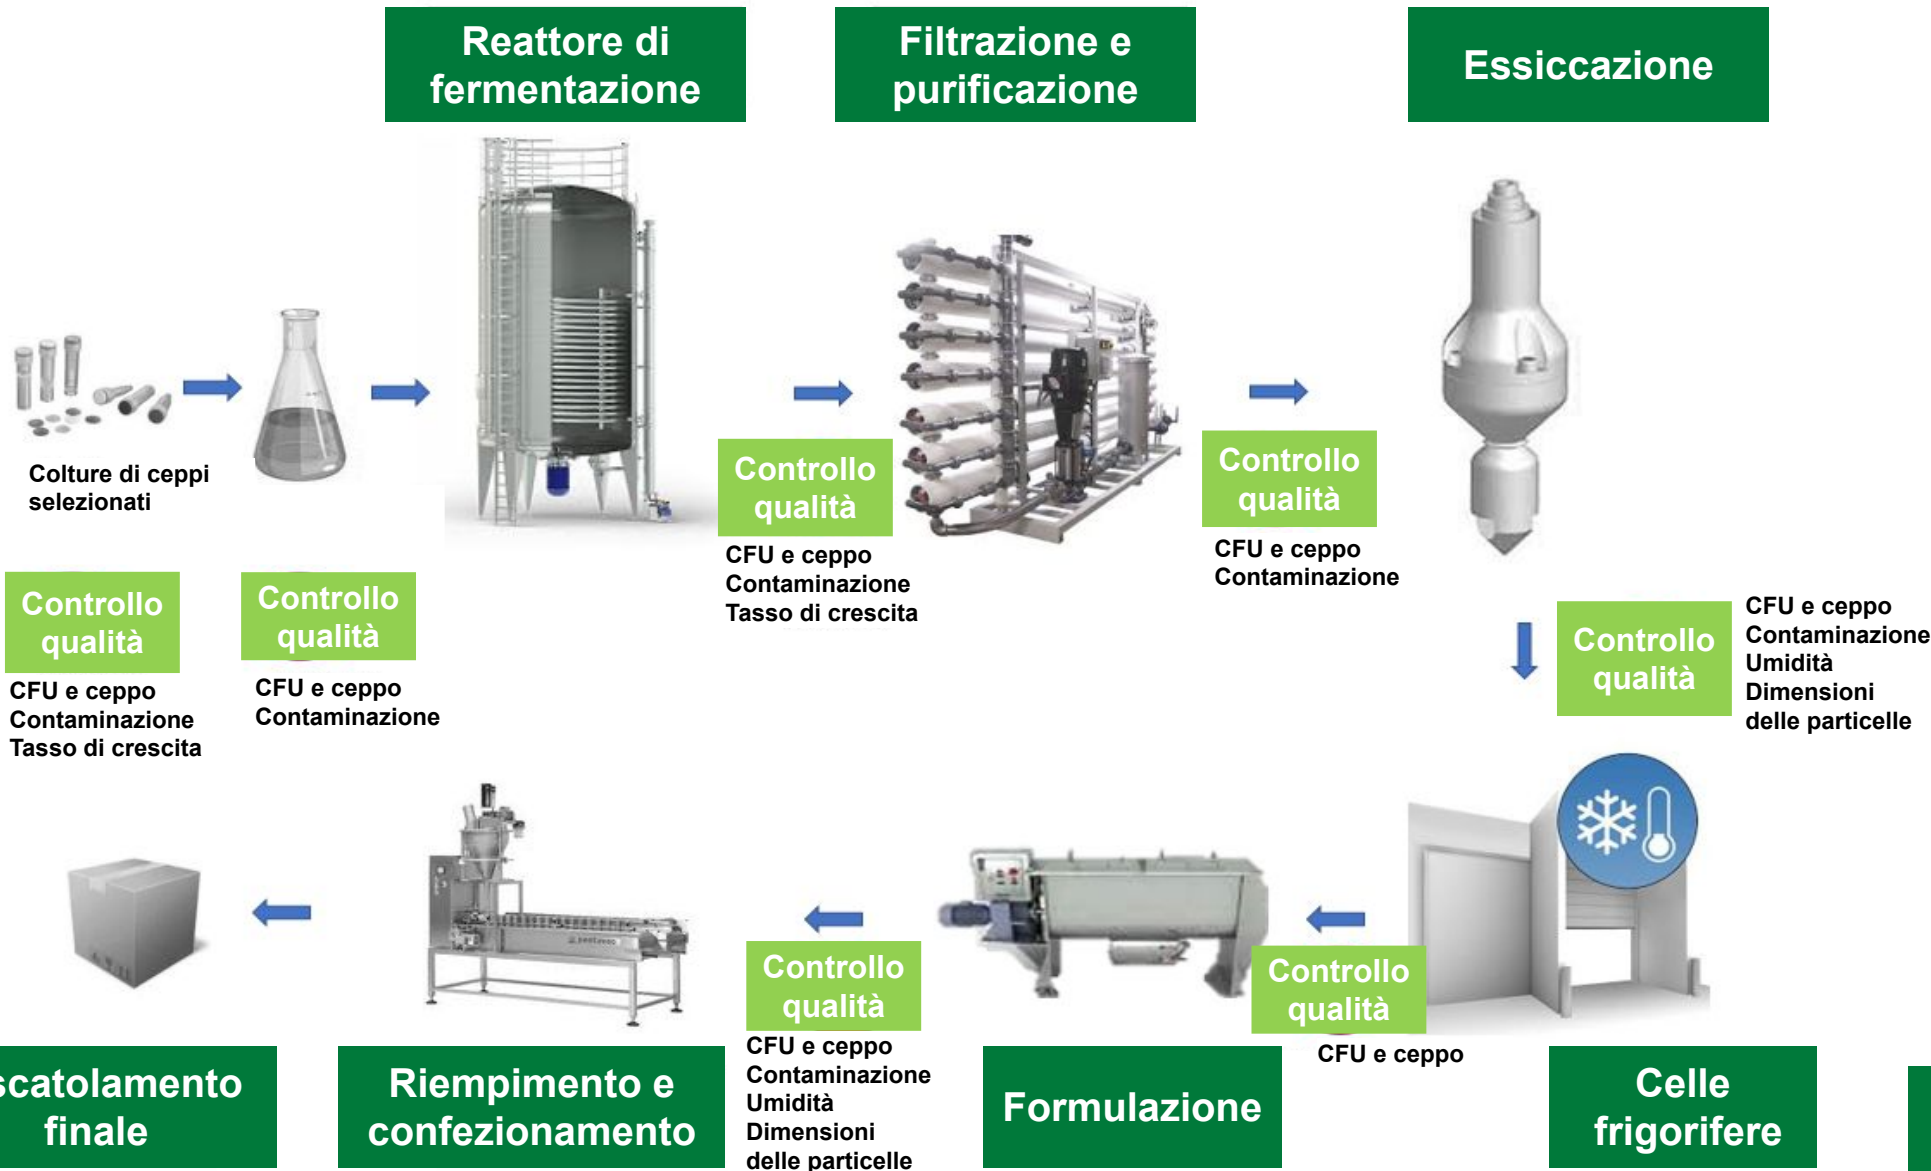 Reattore di
fermentazione
Filtrazione e
purificazione
Essiccazione
Colture di ceppi
selezionati
Controllo
qualità
CFU e ceppo
Contaminazione
Tasso di crescita
Controllo
qualità
CFU e ceppo
Contaminazione
Controllo
qualità
CFU e ceppo
Contaminazione
Tasso di crescita
Controllo
qualità
CFU e ceppo
Contaminazione
Controllo
qualità
CFU e ceppo
Contaminazione
Umidità
Dimensioni
delle particelle
Controllo
qualità
CFU e ceppo
Controllo
qualità
CFU e ceppo
Contaminazione
Umidità
Dimensioni
delle particelle
scatolamento
finale
Riempimento e
confezionamento
Formulazione
Celle
frigorifere